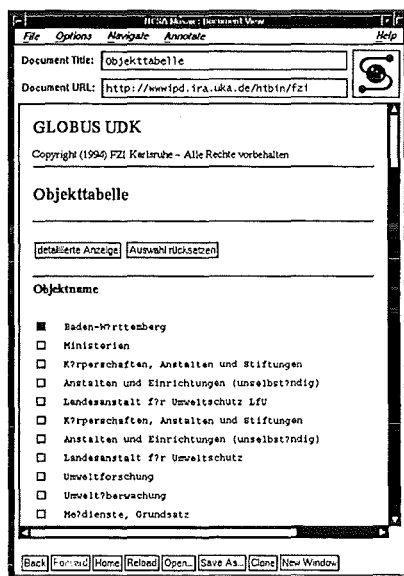 NCSA Mosaic: Document View
File Options Navigate Annotate Help
Document Title: Objekttabelle
Document URL: http://wwwipd.ira.uka.de/htbin/fzi
GLOBUS UDK
Copyright (1994) FZI Karlsruhe – Alle Rechte vorbehalten
Objekttabelle
detaillierte Anzeige Auswahl rücksetzen
Objektname
Baden-W?rttemberg
Ministerien
K?rperschaften, Anstalten und Stiftungen
Anstalten und Einrichtungen (unselbst?ndig)
Landesanstalt f?r Umweltschutz LfU
K?rperschaften, Anstalten und Stiftungen
Anstalten und Einrichtungen (unselbst?ndig)
Landesanstalt f?r Umweltschutz
Umweltforschung
Umwelt?berwachung
Me?dienste, Grundsatz
Back Forward Home Reload Open... Save As... Clone New Window